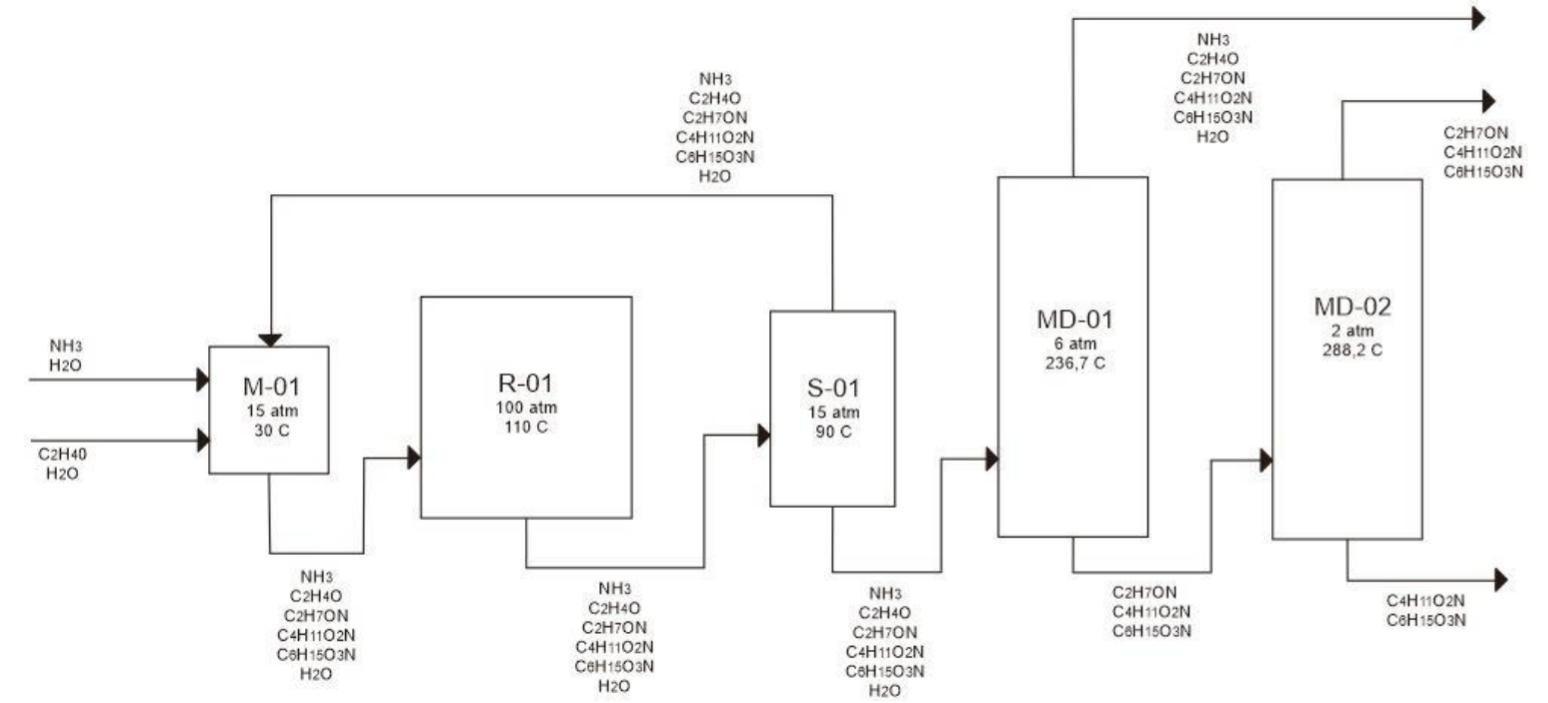 NH3
C2H4O
C2H7ON
C4H11O2N
C6H15O3N
H2O
C2H7ON
C4H11O2N
C6H15O3N
NH3
C2H4O
C2H7ON
C4H11O2N
C6H15O3N
H2O
NH3
H2O
C2H40
H2O
M-01
15 atm
30 C
R-01
100 atm
110 C
S-01
15 atm
90 C
MD-01
6 atm
236,7 C
MD-02
2 atm
288,2 C
NH3
C2H4O
C2H7ON
C4H11O2N
C6H15O3N
H2O
NH3
C2H4O
C2H7ON
C4H11O2N
C6H15O3N
H2O
NH3
C2H4O
C2H7ON
C4H11O2N
C6H15O3N
H2O
C2H7ON
C4H11O2N
C6H15O3N
C4H11O2N
C6H15O3N